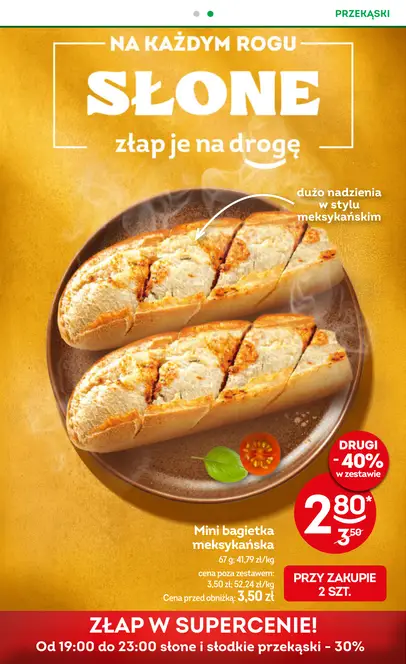 PRZEKĄSKI
NA KAŻDYM ROGU
SŁONE
złap je na drogę
dużo nadzienia
w stylu
meksykańskim
DRUGI
- 40%
w zestawie
2 80*
3 50
Mini bagietka
meksykańska
67 g; 41,79 zł/kg
cena poza zestawem:
3,50 zł; 52,24 zł/kg
Cena przed obniżką: 3,50 zł
PRZY ZAKUPIE
2 SZT.
ZŁAP W SUPERCENIE!
Od 19:00 do 23:00 słone i słodkie przekąski - 30%